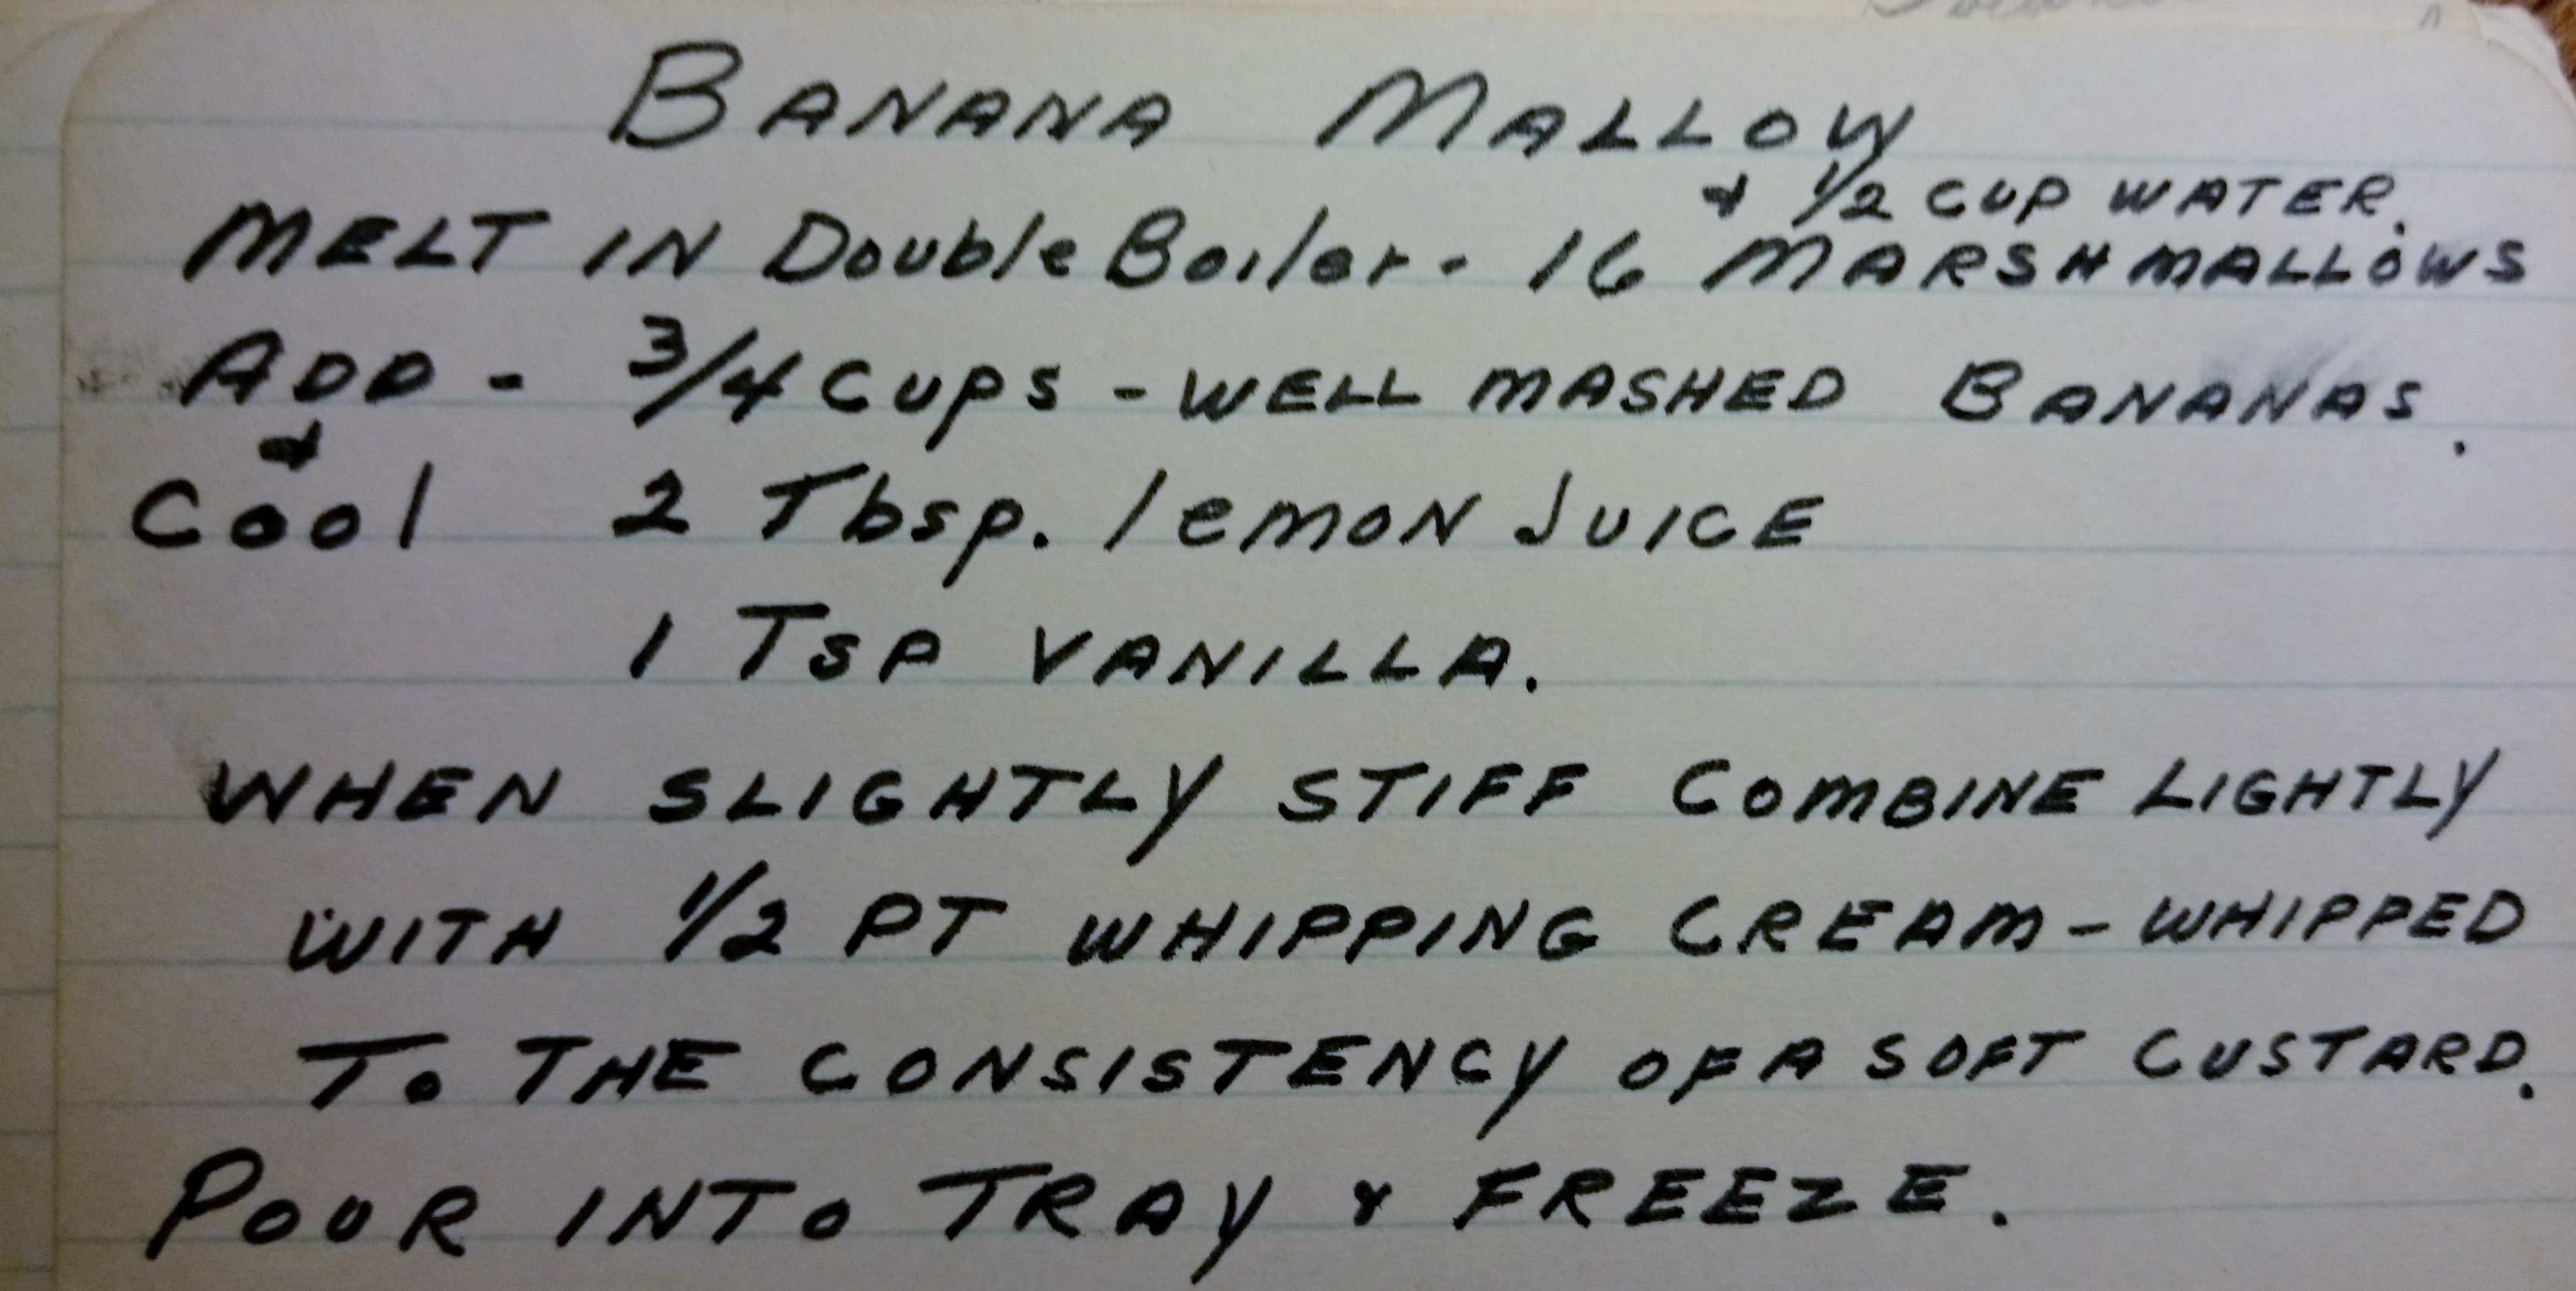 BANANA MALLOW
& 1/2 CUP WATER.
MELT IN Double Boiler - 16 MARSHMALLOWS
ADD - 3/4 CUPS - WELL MASHED BANANAS.
&
Cool 2 Tbsp. lemon JUICE
1 Tsp VANILLA.
WHEN SLIGHTLY STIFF COMBINE LIGHTLY
WITH 1/2 PT WHIPPING CREAM - WHIPPED
To THE CONSISTENCY OF A SOFT CUSTARD.
POUR INTO TRAY & FREEZE.